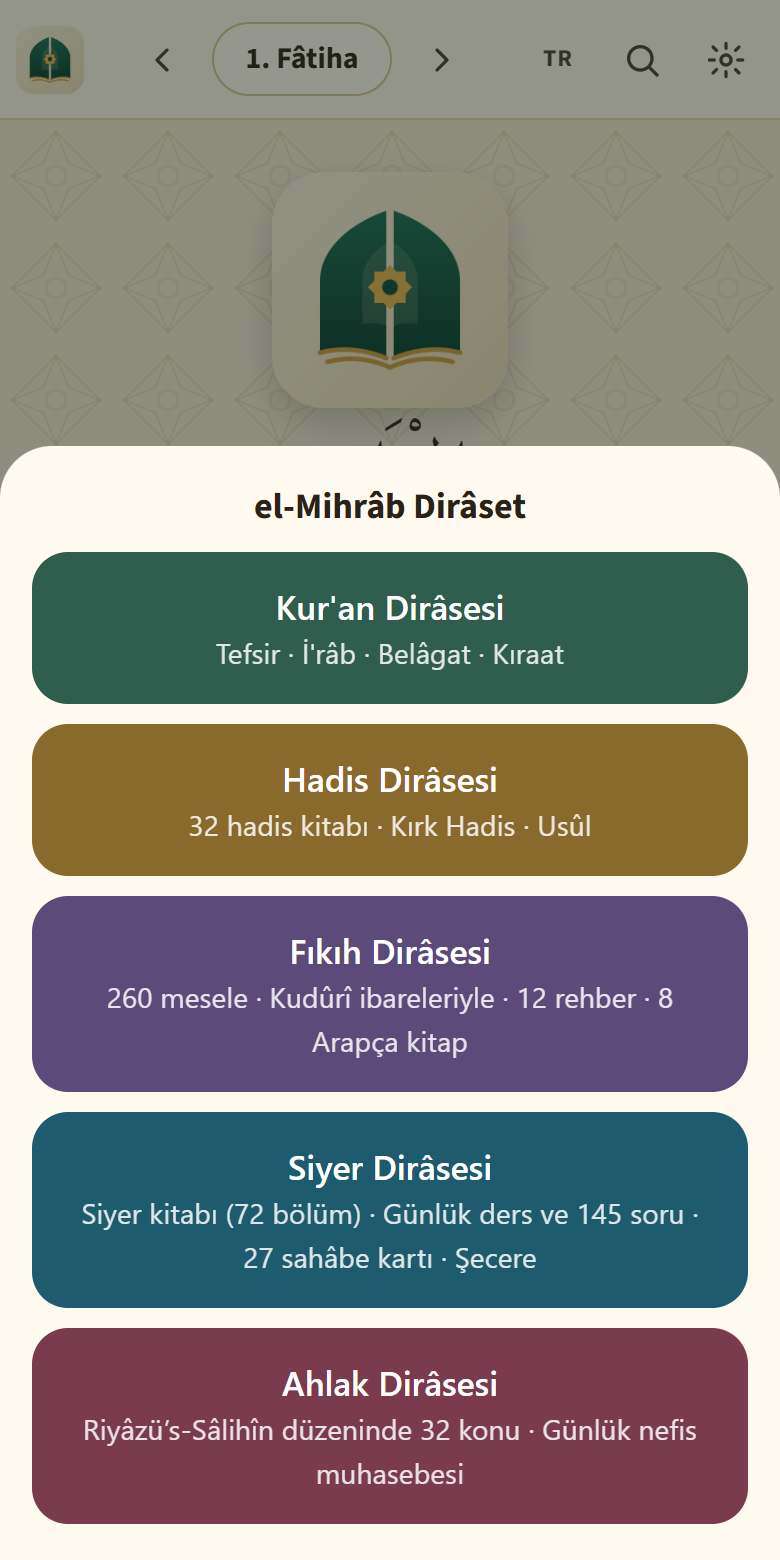 1. Fâtiha
TR
el-Mihrâb Dirâset
Kur'an Dirâsesi
Tefsir · İ'râb · Belâgat · Kıraat
Hadis Dirâsesi
32 hadis kitabı · Kırk Hadis · Usûl
Fıkıh Dirâsesi
260 mesele · Kudûrî ibareleriyle · 12 rehber · 8
Arapça kitap
Siyer Dirâsesi
Siyer kitabı (72 bölüm) · Günlük ders ve 145 soru ·
27 sahâbe kartı · Şecere
Ahlak Dirâsesi
Riyâzü’s-Sâlihîn düzeninde 32 konu · Günlük nefis
muhasebesi